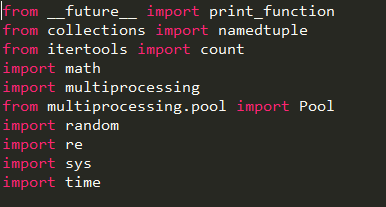 from __future__ import print_function
from collections import namedtuple
from itertools import count
import math
import multiprocessing
from multiprocessing.pool import Pool
import random
import re
import sys
import time